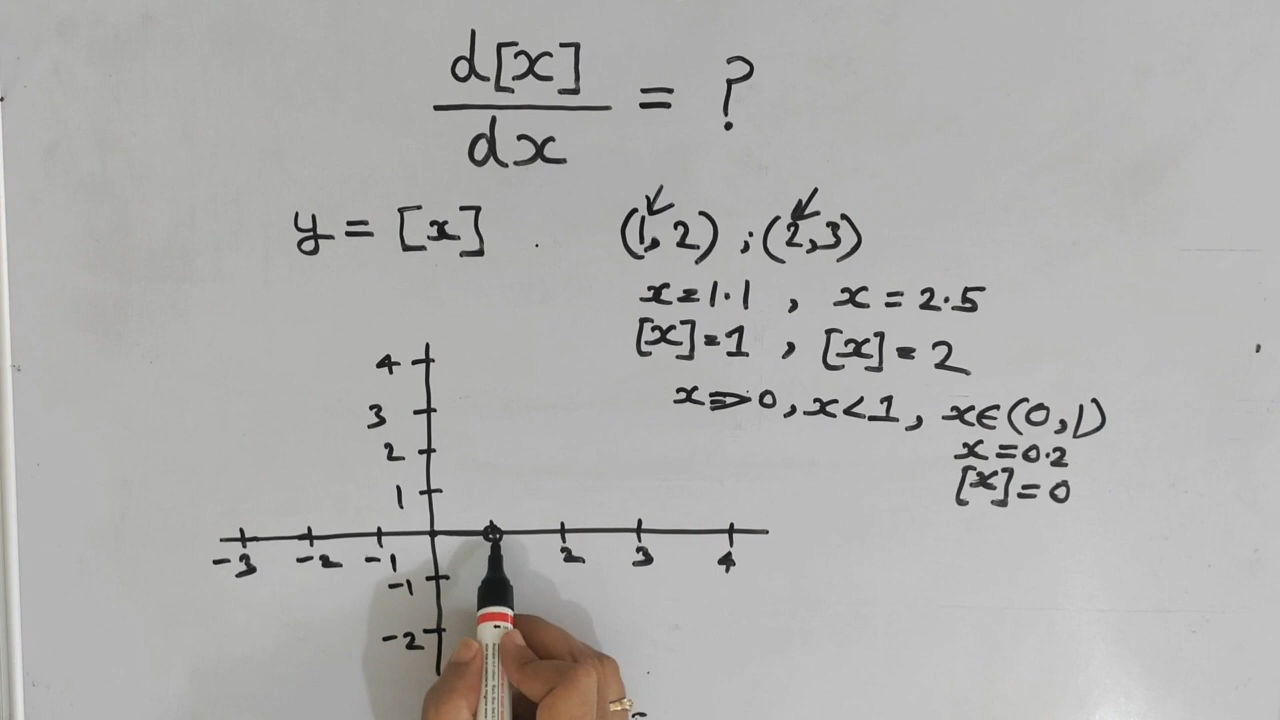 d[x]
dx
= ?
y = [x]
(1, 2) ; (2,3)
x = 1.1 , x = 2.5
[x] = 1 , [x] = 2
x => 0, x < 1, x ∈ (0,1)
x = 0.2
[x] = 0
4
3
2
1
-3 -2 -1 2 3 4
-1
-2